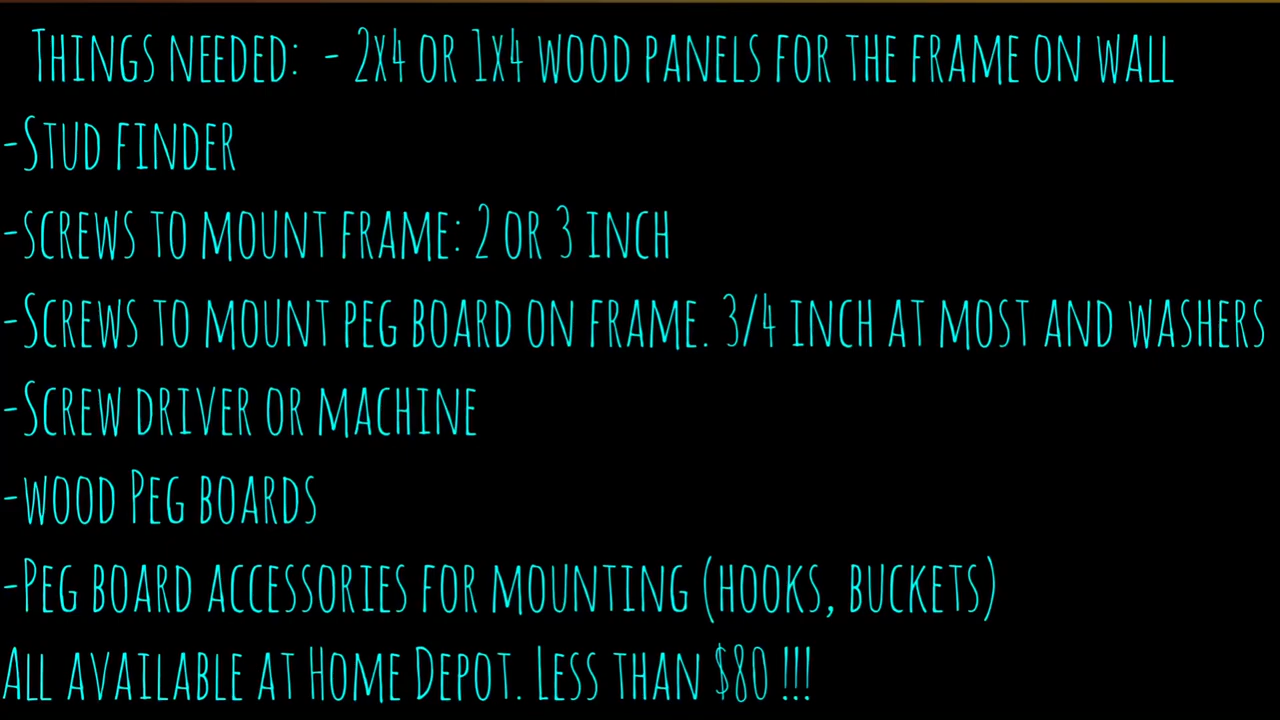 Things needed: - 2x4 or 1x4 wood panels for the frame on wall
-Stud finder
-screws to mount frame: 2 or 3 inch
-Screws to mount peg board on frame. 3/4 inch at most and washers
-Screw driver or machine
-wood Peg boards
-Peg board accessories for mounting (hooks, buckets)
All available at Home Depot. Less than $80 !!!